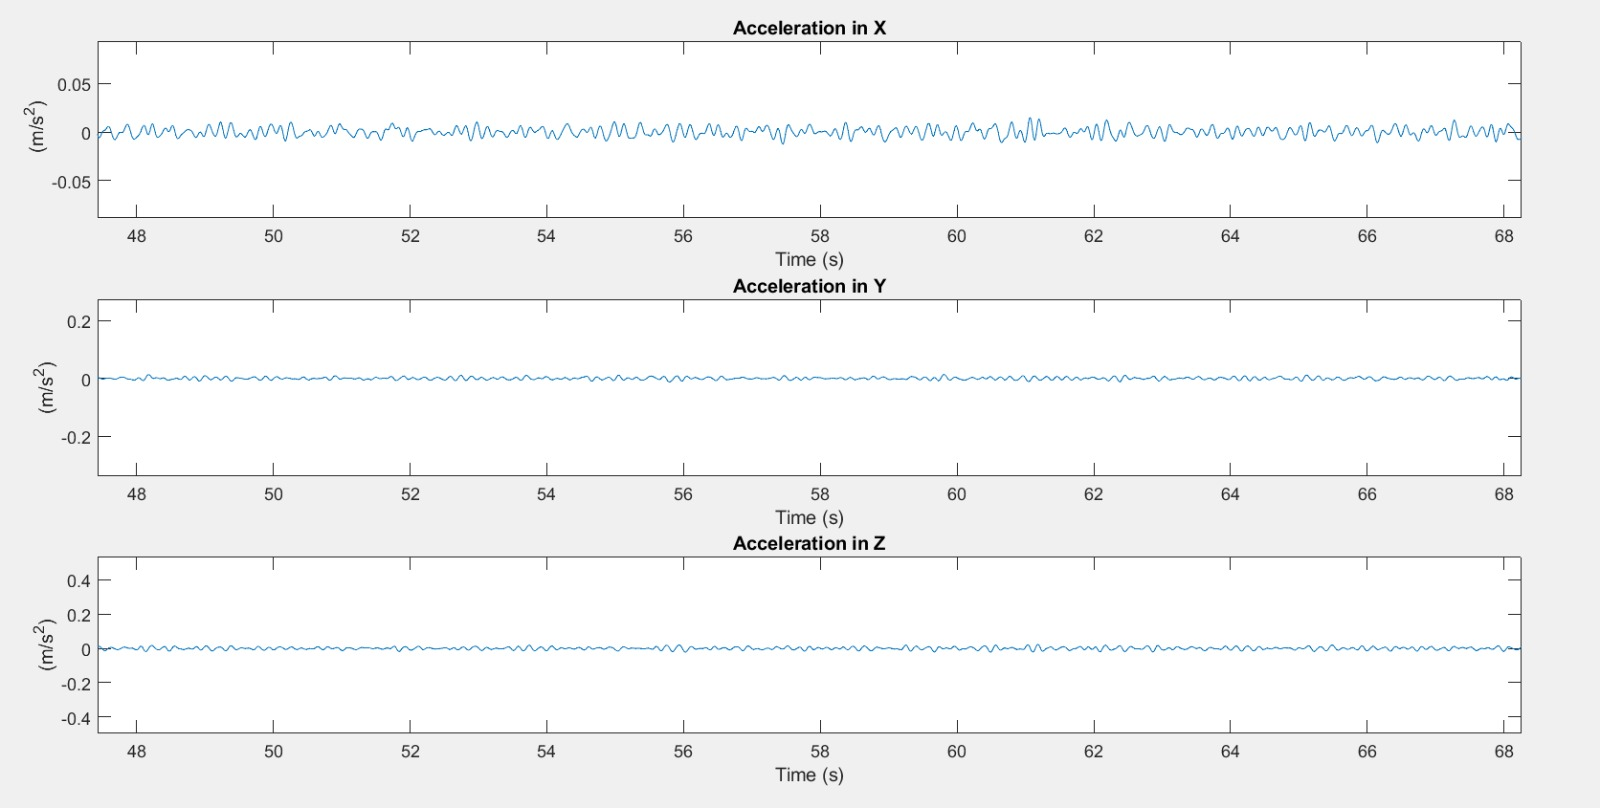 Acceleration in X
0.05
0
-0.05
(m/s²)
48 50 52 54 56 58 60 62 64 66 68
Time (s)
Acceleration in Y
0.2
0
-0.2
(m/s²)
48 50 52 54 56 58 60 62 64 66 68
Time (s)
Acceleration in Z
0.4
0.2
0
-0.2
-0.4
(m/s²)
48 50 52 54 56 58 60 62 64 66 68
Time (s)